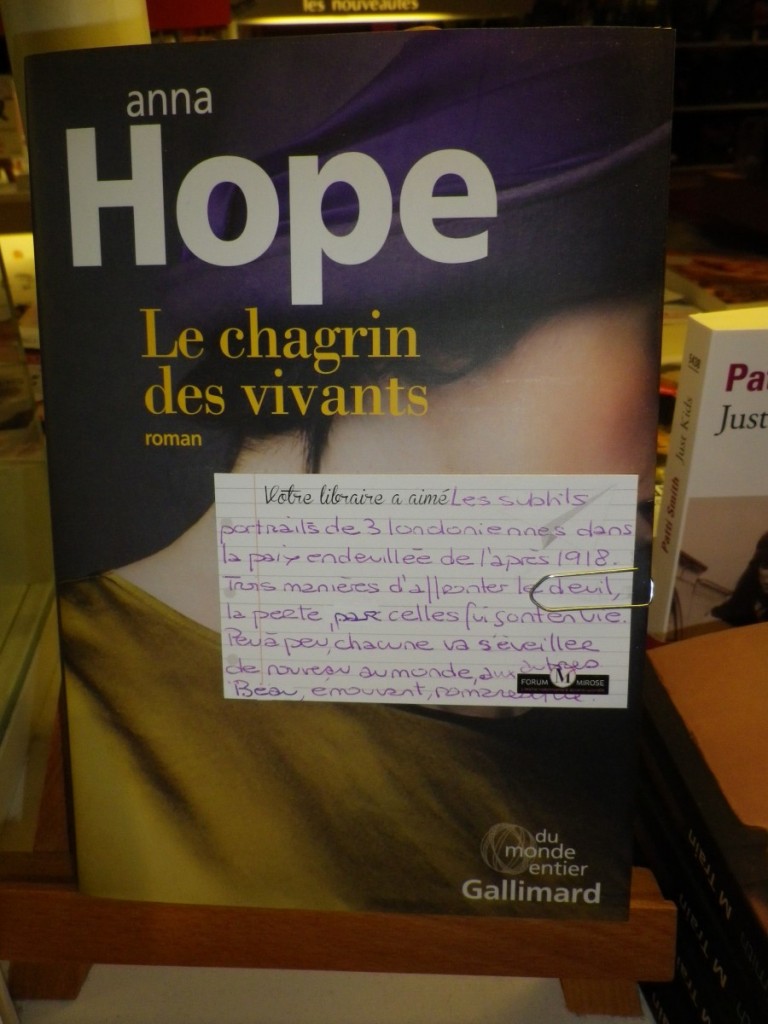 les nouveautés
anna
Hope
Le chagrin
des vivants
roman
Votre libraire a aimé Les subtils
portraits de 3 londoniennes dans
la paix endeuillée de l'après 1918.
Trois manières d'affronter le deuil,
la perte, par celles qui sont en vie.
Peu à peu, chacune va s'éveiller
de nouveau au monde, aux autres
Beau, émouvant, romanesque.
FORUM M MIROSE
du
monde
entier
Gallimard
5438
Patti Smith Just Kids
Pa
Just
M Train
M Train